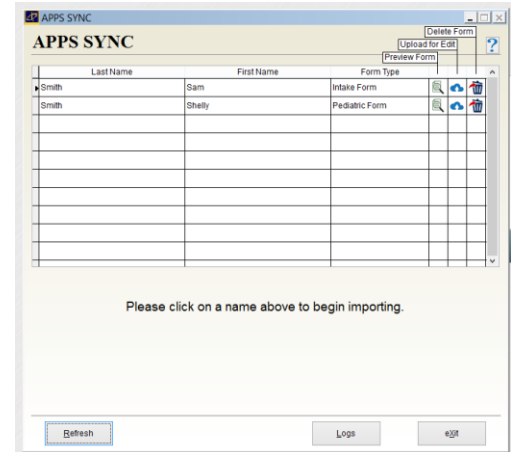 APPS SYNC
APPS SYNC
Delete Form
Upload for Edit
Preview Form
?
Last Name First Name Form Type
Smith Sam Intake Form
Smith Shelly Pediatric Form
Please click on a name above to begin importing.
Refresh Logs eXit